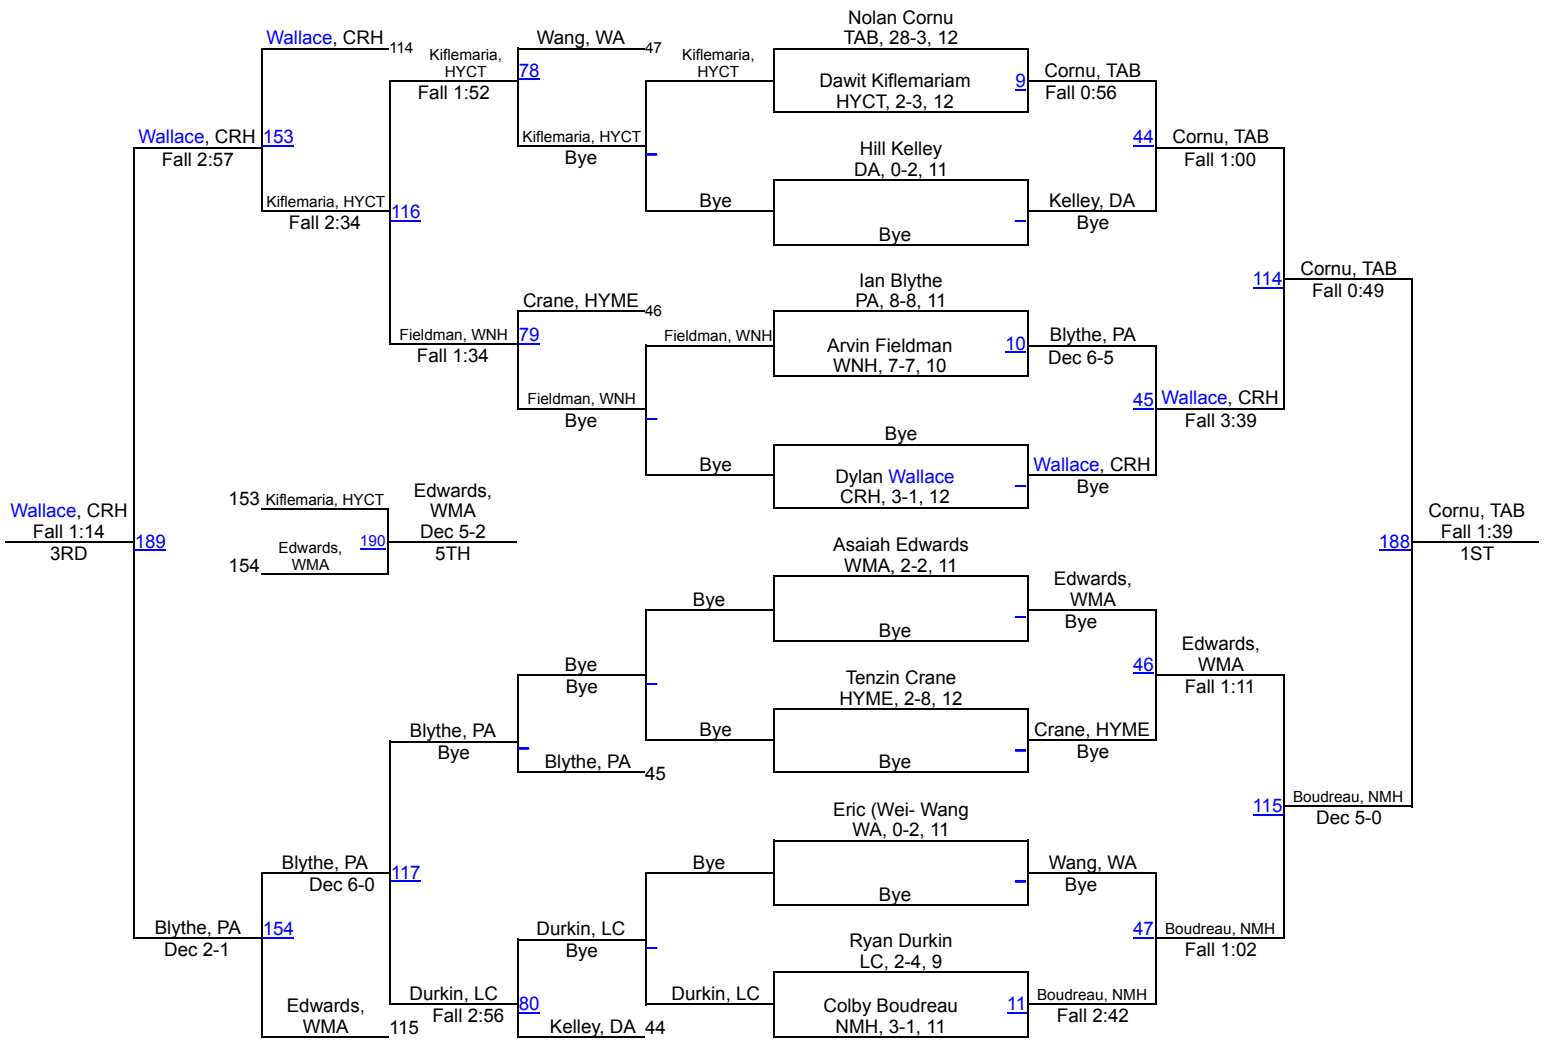 Nolan Cornu
TAB, 28-3, 12
Wallace, CRH
114
Kiflemaria,
HYCT
Wang, WA
47
Kiflemaria,
HYCT
78
Fall 1:52
Dawit Kiflemariam
HYCT, 2-3, 12
9
Cornu, TAB
Fall 0:56
Wallace, CRH
153
Fall 2:57
Kiflemaria, HYCT
Bye
Hill Kelley
DA, 0-2, 11
44
Cornu, TAB
Fall 1:00
Kiflemaria, HYCT
116
Fall 2:34
Bye
Kelley, DA
Bye
Bye
Ian Blythe
PA, 8-8, 11
114
Cornu, TAB
Fall 0:49
Crane, HYME
46
Fieldman, WNH
79
Fall 1:34
Fieldman, WNH
Arvin Fieldman
WNH, 7-7, 10
10
Blythe, PA
Dec 6-5
Fieldman, WNH
Bye
45
Wallace, CRH
Fall 3:39
Bye
Bye
Dylan Wallace
CRH, 3-1, 12
Wallace, CRH
Bye
Wallace, CRH
Fall 1:14
3RD
189
153
Kiflemaria, HYCT
Edwards,
WMA
Dec 5-2
5TH
190
154
Edwards,
WMA
Cornu, TAB
Fall 1:39
1ST
188
Asaiah Edwards
WMA, 2-2, 11
Bye
Bye
Edwards,
WMA
Bye
Bye
Bye
46
Edwards,
WMA
Fall 1:11
Tenzin Crane
HYME, 2-8, 12
Blythe, PA
Bye
Bye
Bye
Crane, HYME
Bye
Blythe, PA
45
Eric (Wei- Wang
WA, 0-2, 11
115
Boudreau, NMH
Dec 5-0
Blythe, PA
117
Dec 6-0
Bye
Bye
Wang, WA
Bye
Blythe, PA
154
Dec 2-1
Durkin, LC
Bye
Ryan Durkin
LC, 2-4, 9
47
Boudreau, NMH
Fall 1:02
Edwards,
WMA
115
Durkin, LC
80
Fall 2:56
Durkin, LC
Colby Boudreau
NMH, 3-1, 11
11
Boudreau, NMH
Fall 2:42
Kelley, DA
44